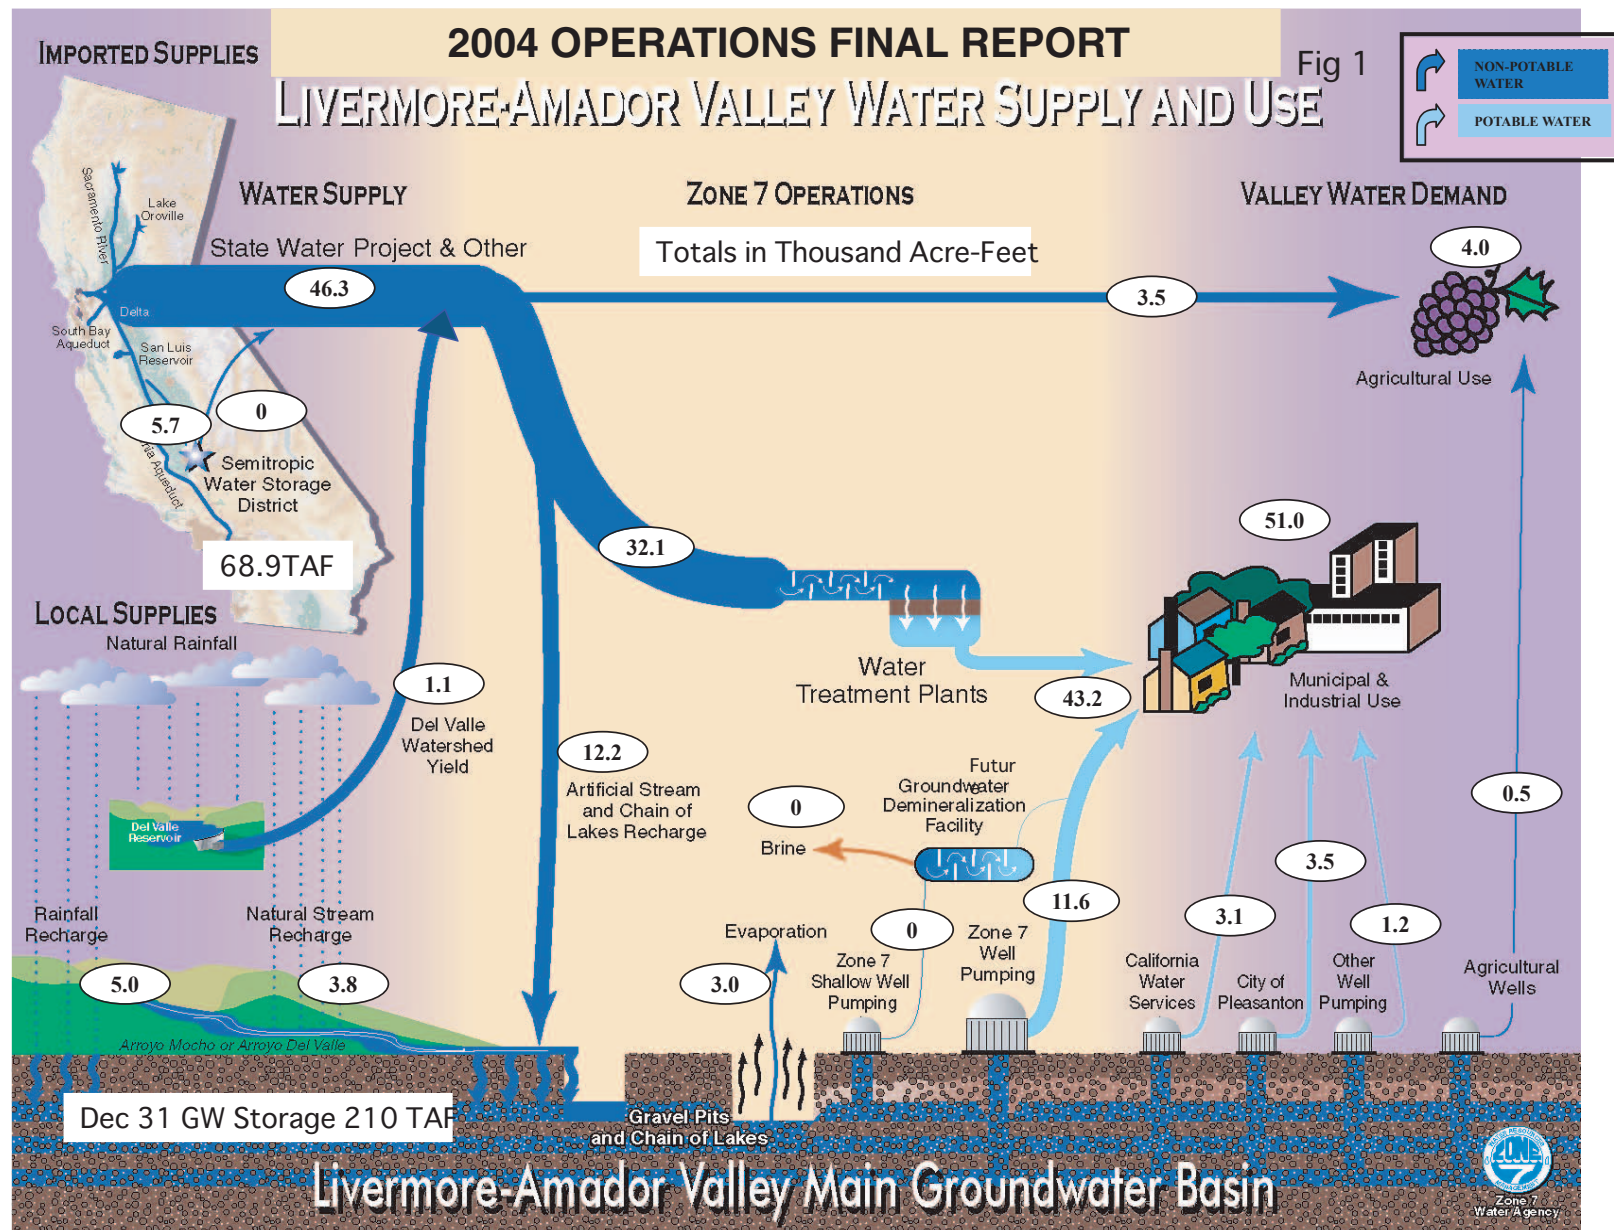 2004 OPERATIONS FINAL REPORT
Fig 1
LIVERMORE-AMADOR VALLEY WATER SUPPLY AND USE
NON-POTABLE
WATER
POTABLE WATER
IMPORTED SUPPLIES
WATER SUPPLY
ZONE 7 OPERATIONS
VALLEY WATER DEMAND
Totals in Thousand Acre-Feet
State Water Project & Other
46.3
3.5
4.0
Agricultural Use
Sacramento River
Lake
Oroville
Delta
South Bay
Aqueduct
San Luis
Reservoir
5.7
0
Aqueduct
Semitropic
Water Storage
District
68.9TAF
32.1
51.0
Municipal &
Industrial Use
LOCAL SUPPLIES
Natural Rainfall
1.1
Del Valle
Watershed
Yield
Del Valle
Reservoir
12.2
Artificial Stream
and Chain of
Lakes Recharge
Water
Treatment Plants
43.2
Futur
e
Groundwater
Demineralization
Facility
0
Brine
11.6
0
Zone 7
Shallow Well
Pumping
Zone 7
Well
Pumping
3.1
California
Water
Services
3.5
City of
Pleasanton
1.2
Other
Well
Pumping
0.5
Agricultural
Wells
Rainfall
Recharge
5.0
Natural Stream
Recharge
3.8
Evaporation
3.0
Arroyo Mocho or Arroyo Del Valle
Dec 31 GW Storage 210 TAF
Gravel Pits
and Chain of Lakes
Livermore-Amador Valley Main Groundwater Basin
ZONE 7
Zone 7
Water Agency